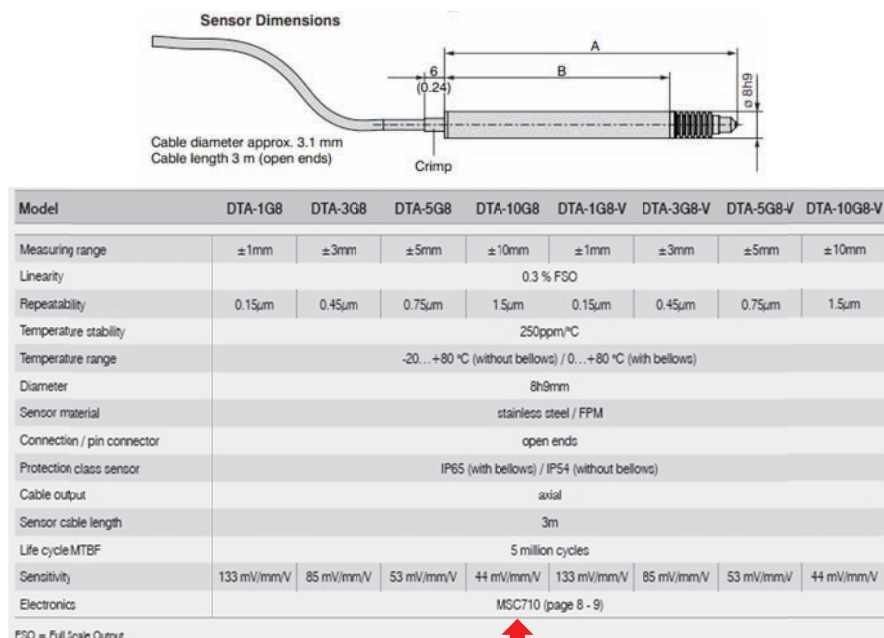 Sensor Dimensions
A
6
(0.24)
B
ø 8h9
Cable diameter approx. 3.1 mm
Cable length 3 m (open ends)
Crimp
Model DTA-1G8 DTA-3G8 DTA-5G8 DTA-10G8 DTA-1G8-V DTA-3G8-V DTA-5G8-V DTA-10G8-V
Measuring range ±1mm ±3mm ±5mm ±10mm ±1mm ±3mm ±5mm ±10mm
Linearity 0.3 % FSO
Repeatability 0.15µm 0.45µm 0.75µm 1.5µm 0.15µm 0.45µm 0.75µm 1.5µm
Temperature stability 250ppm/°C
Temperature range -20…+80 °C (without bellows) / 0…+80 °C (with bellows)
Diameter 8h9mm
Sensor material stainless steel / FPM
Connection / pin connector open ends
Protection class sensor IP65 (with bellows) / IP54 (without bellows)
Cable output axial
Sensor cable length 3m
Life cycle MTBF 5 million cycles
Sensitivity 133 mV/mm/V 85 mV/mm/V 53 mV/mm/V 44 mV/mm/V 133 mV/mm/V 85 mV/mm/V 53 mV/mm/V 44 mV/mm/V
Electronics MSC710 (page 8 - 9)
FSO = Full Scale Output